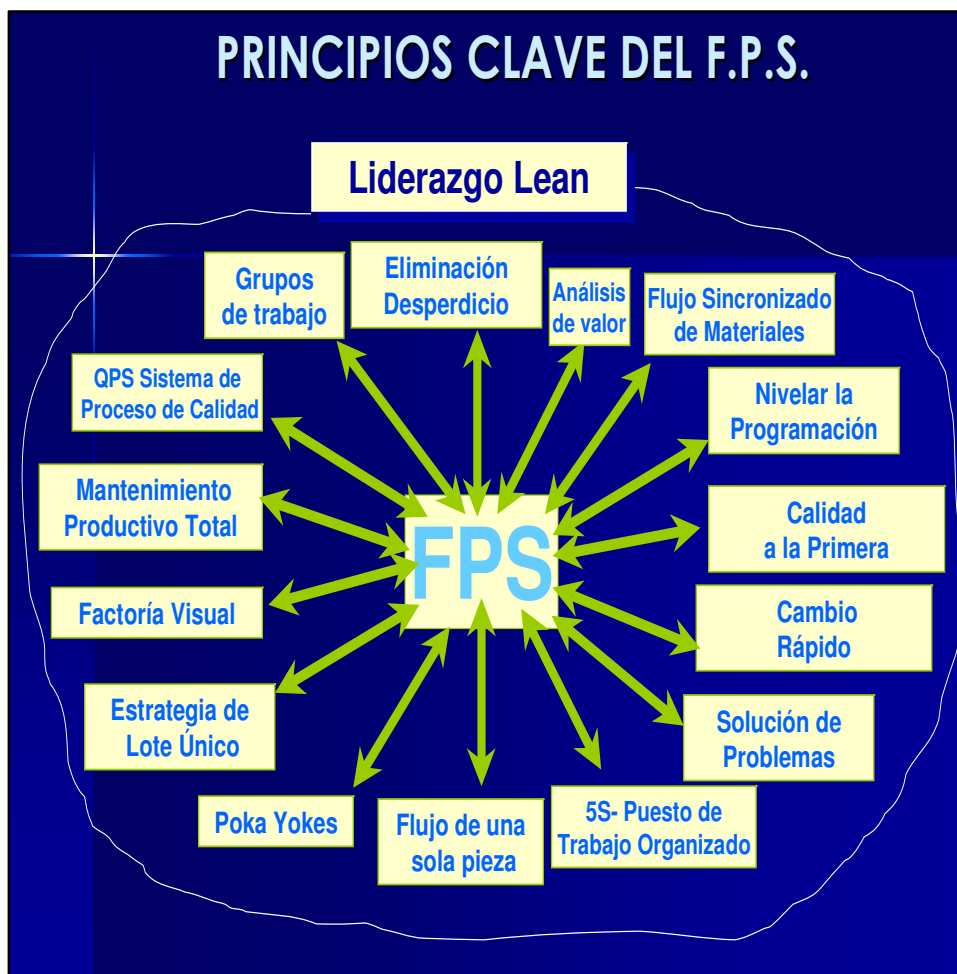 PRINCIPIOS CLAVE DEL F.P.S.
Liderazgo Lean
Grupos
de trabajo
Eliminación
Desperdicio
Análisis
de valor
Flujo Sincronizado
de Materiales
QPS Sistema de
Proceso de Calidad
Nivelar la
Programación
Mantenimiento
Productivo Total
FPS
Calidad
a la Primera
Factoría Visual
Cambio
Rápido
Estrategia de
Lote Único
Solución de
Problemas
Poka Yokes
Flujo de una
sola pieza
5S- Puesto de
Trabajo Organizado